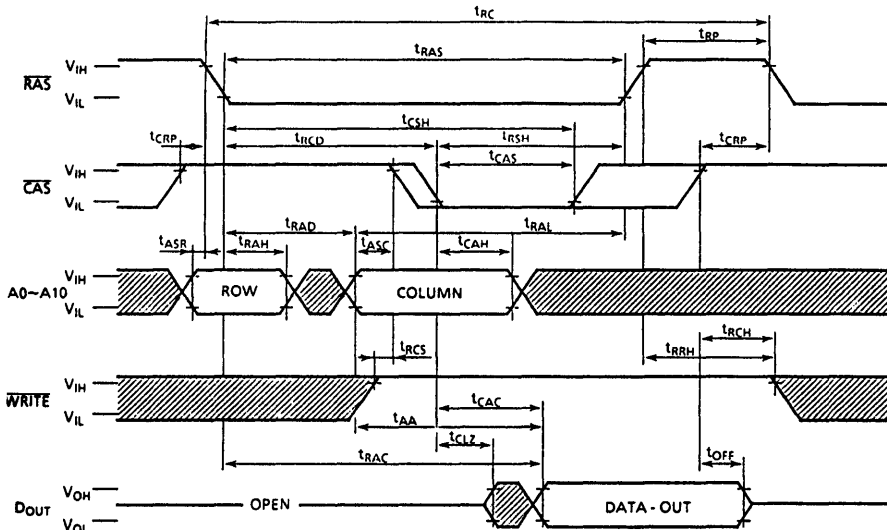 tRC
tRP
tRAS
VIH
RAS
VIL
tCSH
tCRP
tRCD
tRSH
tCRP
tCAS
VIH
CAS
VIL
tRAD
tRAL
tASR
tRAH
tASC
tCAH
VIH
A0~A10
ROW
COLUMN
VIL
tRCH
tRCS
tRRH
VIH
WRITE
VIL
tCAC
tAA
tCLZ
tRAC
tOFF
VOH
DOUT
OPEN
DATA - OUT
VOL